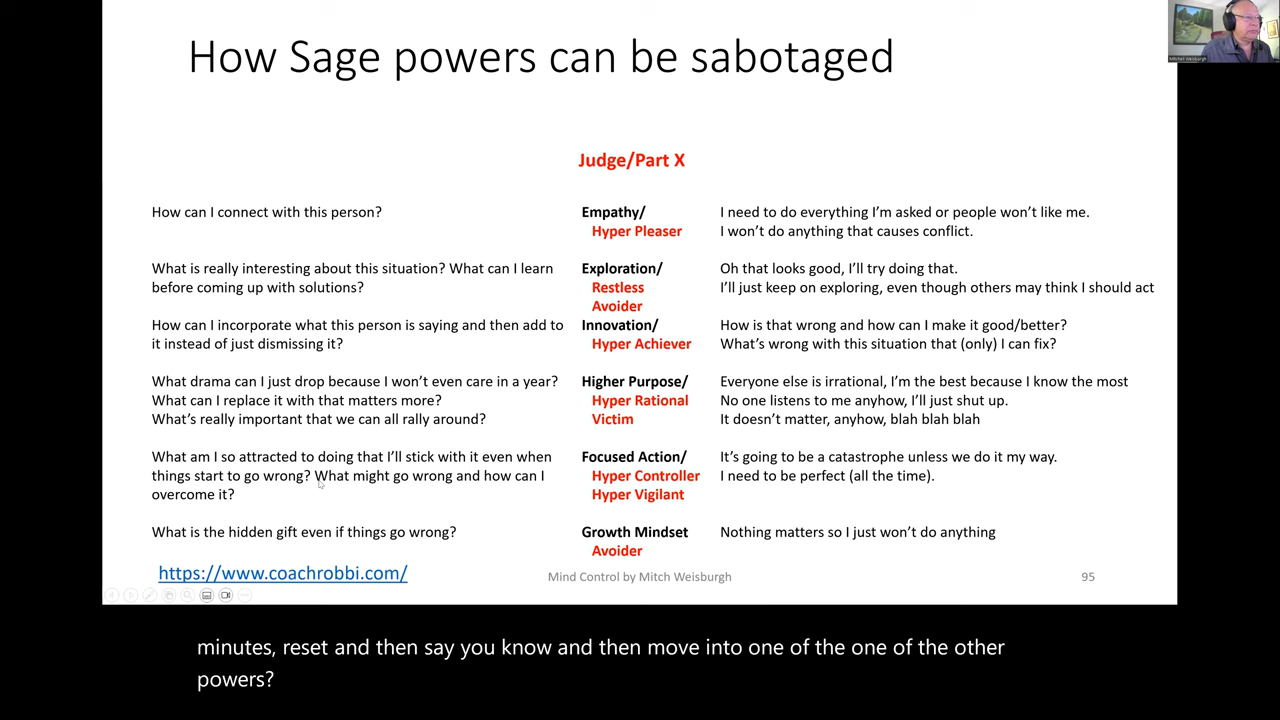 How Sage powers can be sabotaged
Mitchell Weisburgh
Judge/Part X
How can I connect with this person?
Empathy/
Hyper Pleaser
I need to do everything I'm asked or people won't like me.
I won't do anything that causes conflict.
What is really interesting about this situation? What can I learn
before coming up with solutions?
Exploration/
Restless
Avoider
Oh that looks good, I'll try doing that.
I'll just keep on exploring, even though others may think I should act
How can I incorporate what this person is saying and then add to
it instead of just dismissing it?
Innovation/
Hyper Achiever
How is that wrong and how can I make it good/better?
What's wrong with this situation that (only) I can fix?
What drama can I just drop because I won't even care in a year?
What can I replace it with that matters more?
What's really important that we can all rally around?
Higher Purpose/
Hyper Rational
Victim
Everyone else is irrational, I'm the best because I know the most
No one listens to me anyhow, I'll just shut up.
It doesn't matter, anyhow, blah blah blah
What am I so attracted to doing that I'll stick with it even when
things start to go wrong? What might go wrong and how can I
overcome it?
Focused Action/
Hyper Controller
Hyper Vigilant
It's going to be a catastrophe unless we do it my way.
I need to be perfect (all the time).
What is the hidden gift even if things go wrong?
Growth Mindset
Avoider
Nothing matters so I just won't do anything
https://www.coachrobbi.com/
Mind Control by Mitch Weisburgh
95
minutes, reset and then say you know and then move into one of the one of the other
powers?